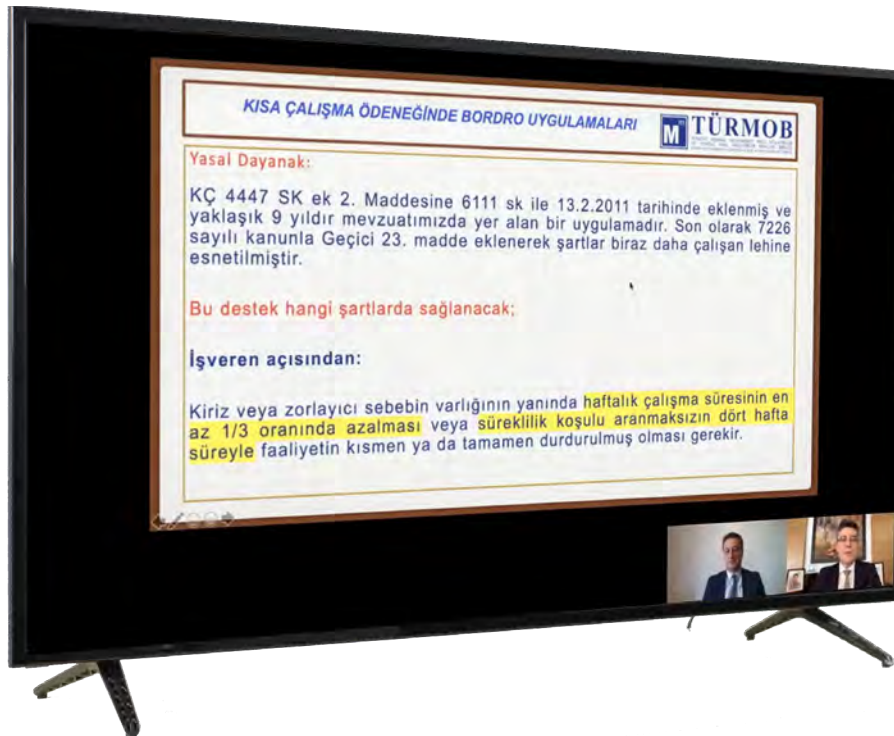 KISA ÇALIŞMA ÖDENEĞİNDE BORDRO UYGULAMALARI
TÜRMOB
Yasal Dayanak:
KÇ 4447 SK ek 2. Maddesine 6111 sk ile 13.2.2011 tarihinde eklenmiş ve
yaklaşık 9 yıldır mevzuatımızda yer alan bir uygulamadır. Son olarak 7226
sayılı kanunla Geçici 23. madde eklenerek şartlar biraz daha çalışan lehine
esnetilmiştir.
Bu destek hangi şartlarda sağlanacak;
İşveren açısından:
Kiriz veya zorlayıcı sebebin varlığının yanında haftalık çalışma süresinin en
az 1/3 oranında azalması veya süreklilik koşulu aranmaksızın dört hafta
süreyle faaliyetin kısmen ya da tamamen durdurulmuş olması gerekir.